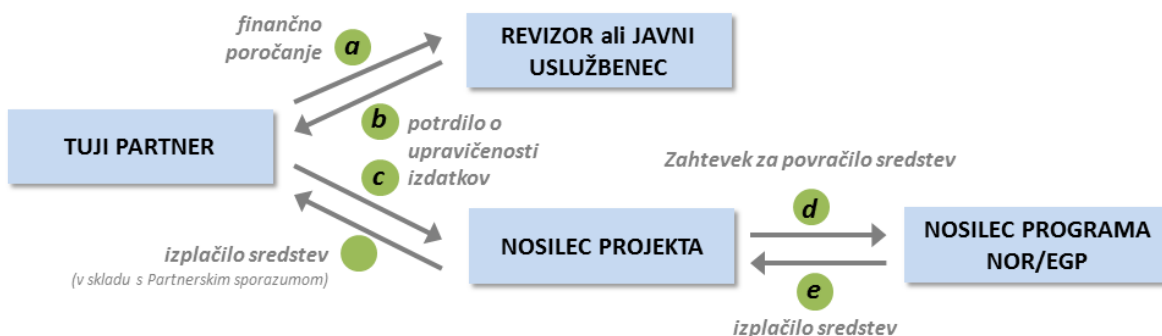 finančno
poročanje
a
REVIZOR ali JAVNI
USLUŽBENEC
TUJI PARTNER
b
potrdilo o
upravičenosti
izdatkov
c
Zahtevek za povračilo sredstev
d
izplačilo sredstev
(v skladu s Partnerskim sporazumom)
NOSILEC PROJEKTA
NOSILEC PROGRAMA
NOR/EGP
e
izplačilo sredstev